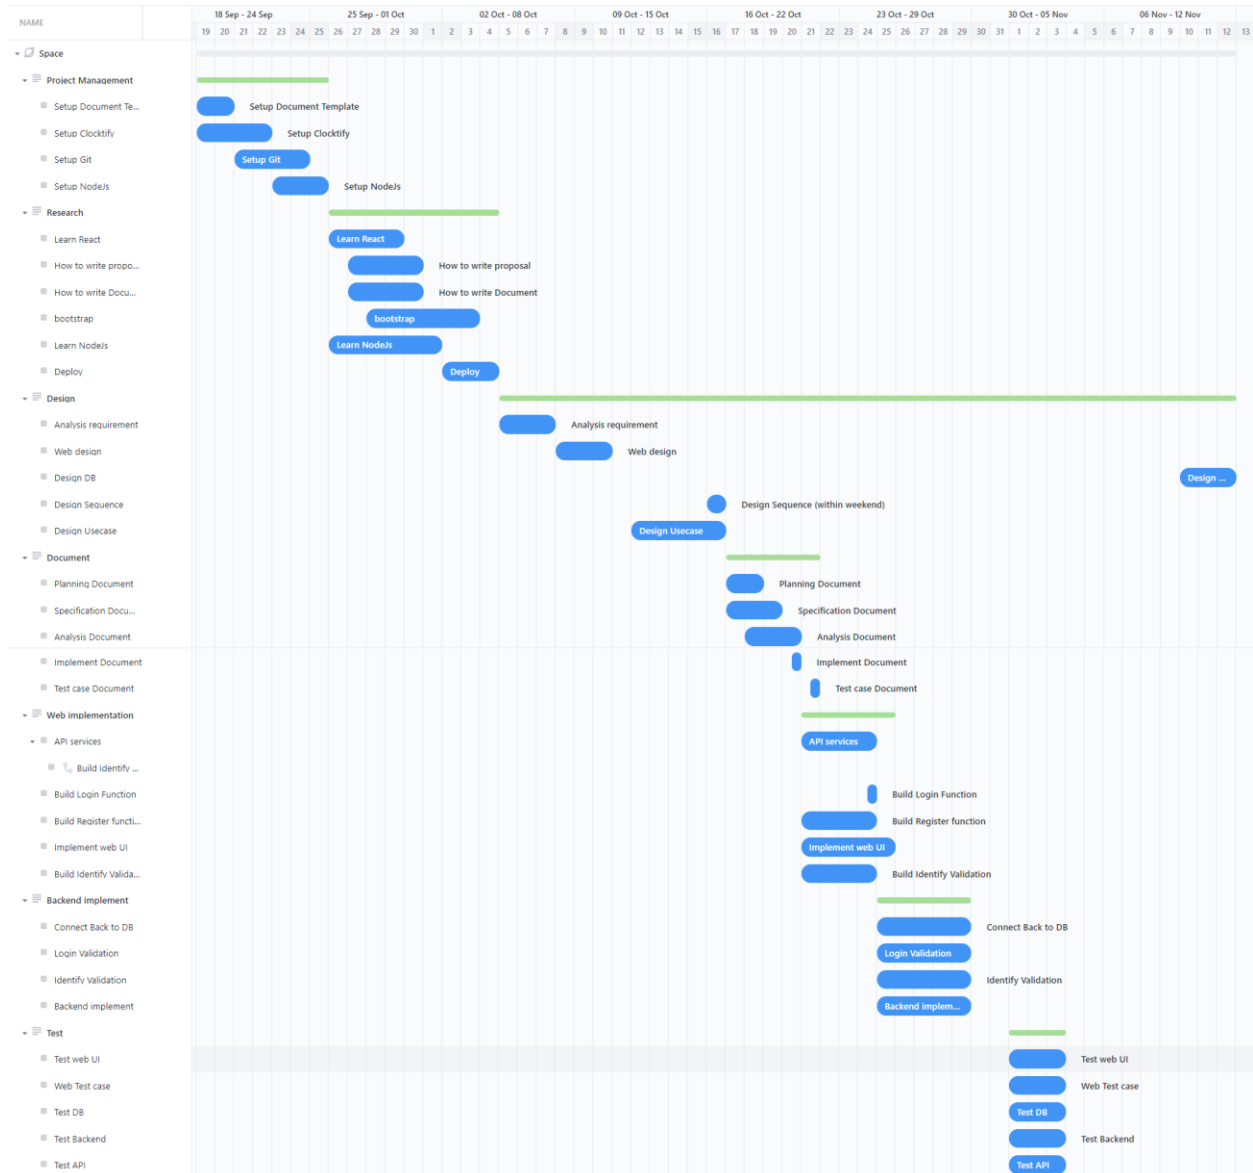 NAME
18 Sep - 24 Sep 25 Sep - 01 Oct 02 Oct - 08 Oct 09 Oct - 15 Oct 16 Oct - 22 Oct 23 Oct - 29 Oct 30 Oct - 05 Nov 06 Nov - 12 Nov
19 20 21 22 23 24 25 26 27 28 29 30 1 2 3 4 5 6 7 8 9 10 11 12 13 14 15 16 17 18 19 20 21 22 23 24 25 26 27 28 29 30 31 1 2 3 4 5 6 7 8 9 10 11 12 13
Space
Project Management
Setup Document Te... Setup Document Template
Setup Clocktify Setup Clocktify
Setup Git Setup Git
Setup NodeJs Setup NodeJs
Research
Learn React Learn React
How to write propo... How to write proposal
How to write Docu... How to write Document
bootstrap bootstrap
Learn NodeJs Learn NodeJs
Deploy Deploy
Design
Analysis requirement Analysis requirement
Web design Web design
Design DB Design ...
Design Sequence Design Sequence (within weekend)
Design Usecase Design Usecase
Document
Planning Document Planning Document
Specification Docu... Specification Document
Analysis Document Analysis Document
Implement Document Implement Document
Test case Document Test case Document
Web implementation
API services API services
Build Identify ...
Build Login Function Build Login Function
Build Register functi... Build Register function
Implement web UI Implement web UI
Build Identify Valida... Build Identify Validation
Backend implement
Connect Back to DB Connect Back to DB
Login Validation Login Validation
Identify Validation Identify Validation
Backend implement Backend implem...
Test
Test web UI Test web UI
Web Test case Web Test case
Test DB Test DB
Test Backend Test Backend
Test API Test API